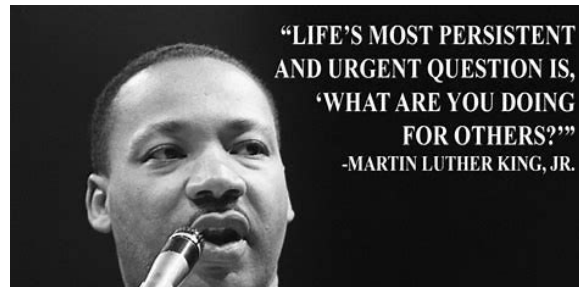 “LIFE’S MOST PERSISTENT
AND URGENT QUESTION IS,
‘WHAT ARE YOU DOING
FOR OTHERS?’”
-MARTIN LUTHER KING, JR.